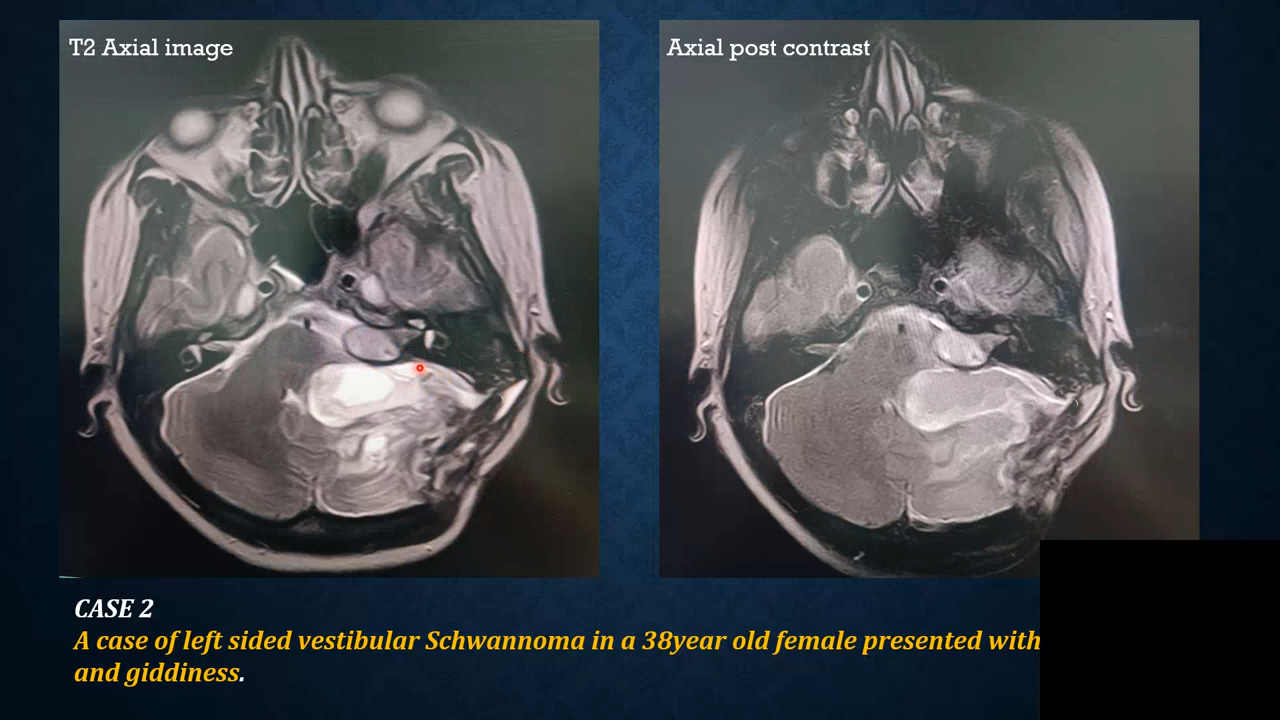 T2 Axial image
Axial post contrast
CASE 2
A case of left sided vestibular Schwannoma in a 38year old female presented with
and giddiness.